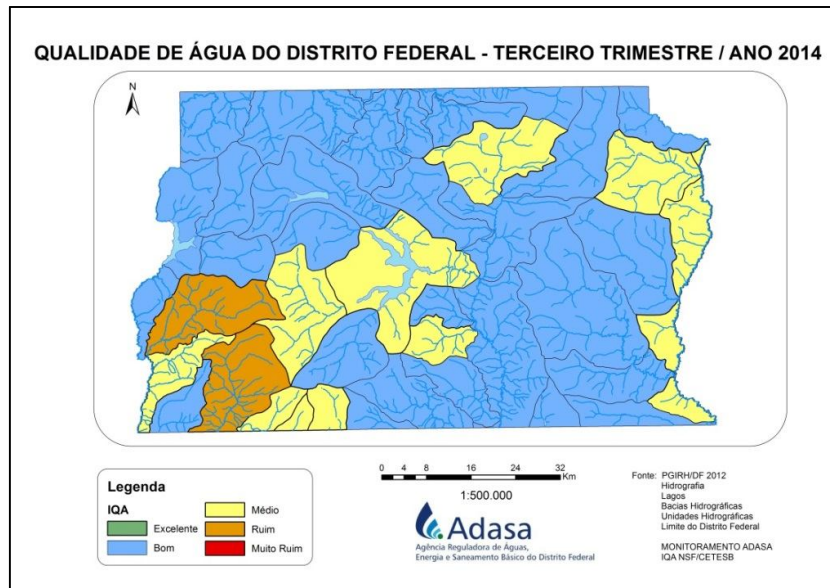 QUALIDADE DE ÁGUA DO DISTRITO FEDERAL - TERCEIRO TRIMESTRE / ANO 2014
N
Legenda
IQA
Excelente
Bom
Médio
Ruim
Muito Ruim
0 4 8 16 24 32
Km
1:500.000
Adasa
Agência Reguladora de Águas,
Energia e Saneamento Básico do Distrito Federal
Fonte: PGIRH/DF 2012
Hidrografia
Lagos
Bacias Hidrográficas
Unidades Hidrográficas
Limite do Distrito Federal
MONITORAMENTO ADASA
IQA NSF/CETESB